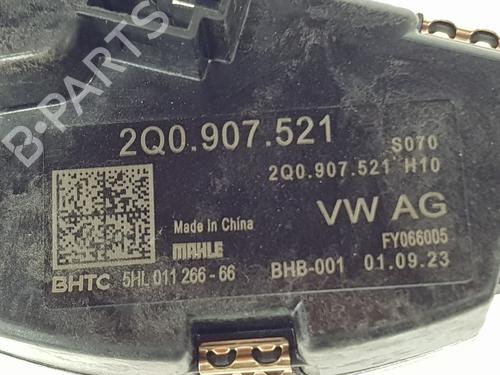 B-PARTS
2Q0.907.521
S070
2Q0.907.521 H10
Made in China
VW AG
MAHLE
FY066005
BHTC 5HL 011 266-66
BHB-001 01.09.23